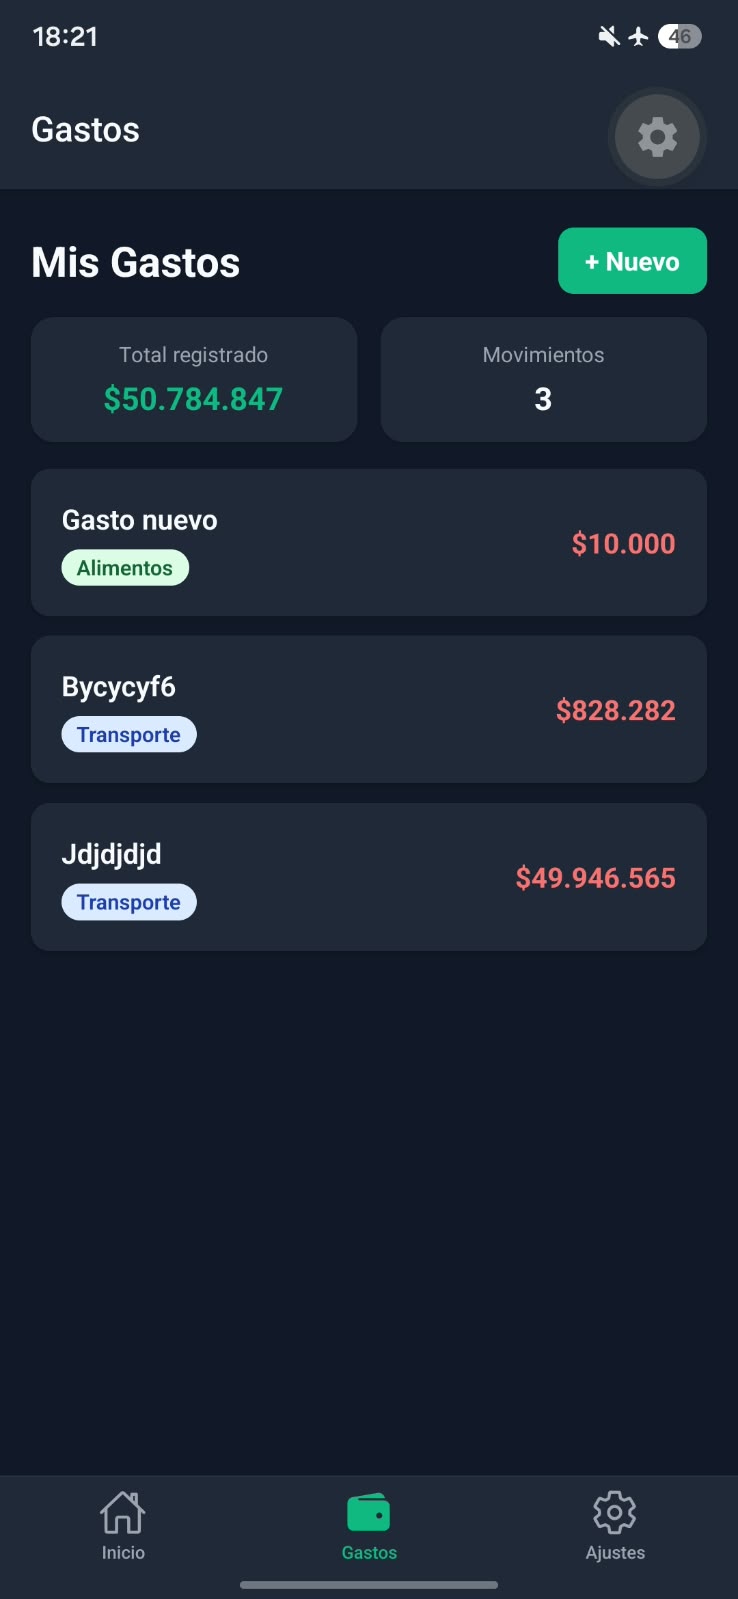 18:21
46
Gastos
Mis Gastos
+ Nuevo
Total registrado
$50.784.847
Movimientos
3
Gasto nuevo
Alimentos
$10.000
Bycycyf6
Transporte
$828.282
Jdjdjdjd
Transporte
$49.946.565
Inicio
Gastos
Ajustes